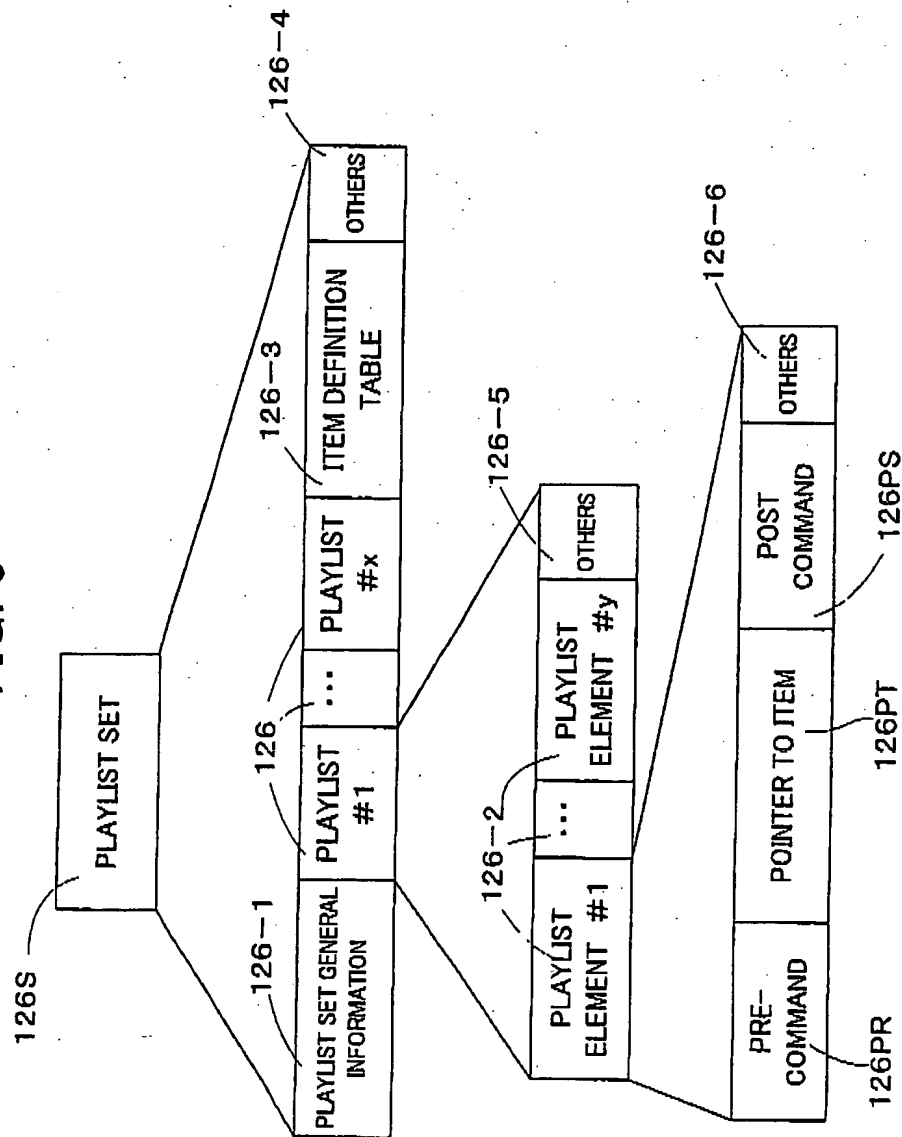 126S
PLAYLIST SET
126-1
126
126-3
126-4
PLAYLIST SET GENERAL
INFORMATION
PLAYLIST
#1
...
PLAYLIST
#x
ITEM DEFINITION
TABLE
OTHERS
126-2
126-5
PLAYLIST
ELEMENT #1
...
PLAYLIST
ELEMENT #y
OTHERS
126-6
PRE-
COMMAND
POINTER TO ITEM
POST
COMMAND
OTHERS
126PR
126PT
126PS